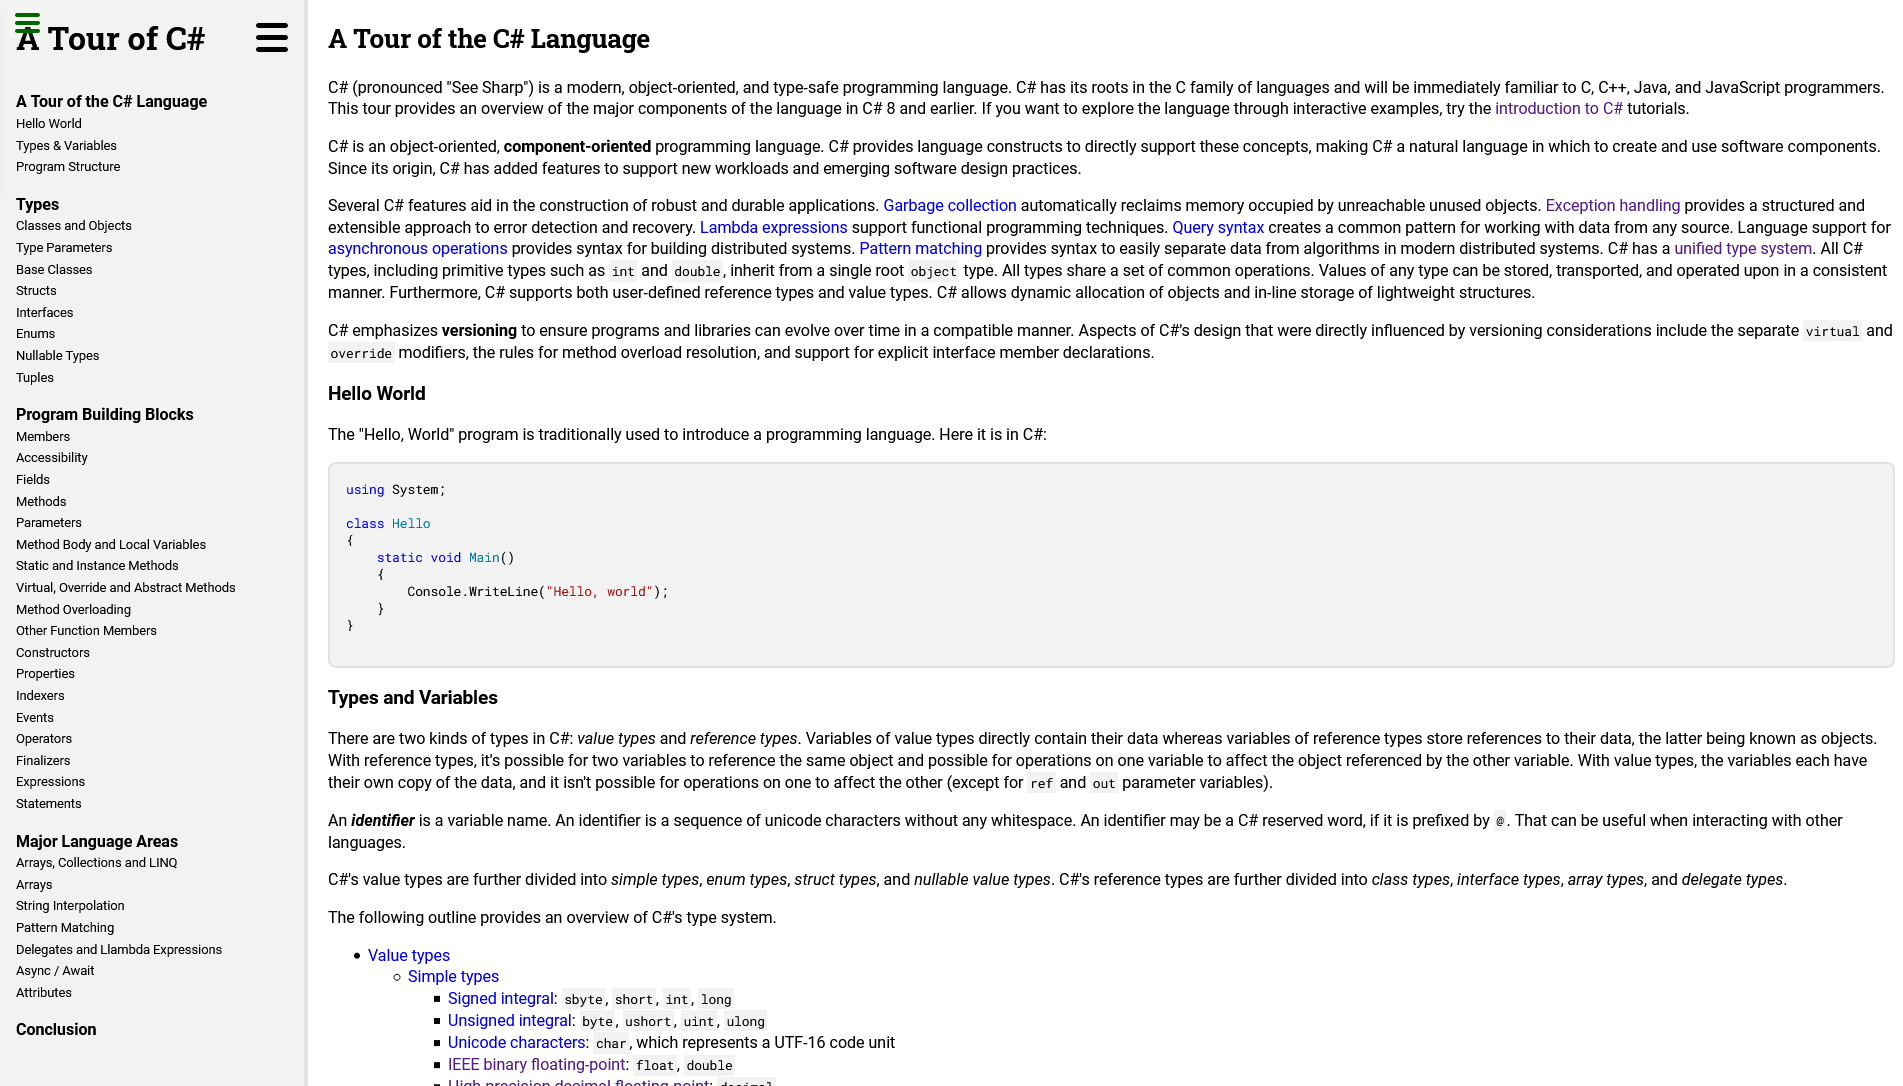 A Tour of C#
A Tour of the C# Language
Hello World
Types & Variables
Program Structure
Types
Classes and Objects
Type Parameters
Base Classes
Structs
Interfaces
Enums
Nullable Types
Tuples
Program Building Blocks
Members
Accessibility
Fields
Methods
Parameters
Method Body and Local Variables
Static and Instance Methods
Virtual, Override and Abstract Methods
Method Overloading
Other Function Members
Constructors
Properties
Indexers
Events
Operators
Finalizers
Expressions
Statements
Major Language Areas
Arrays, Collections and LINQ
Arrays
String Interpolation
Pattern Matching
Delegates and Llambda Expressions
Async / Await
Attributes
Conclusion
A Tour of the C# Language
C# (pronounced "See Sharp") is a modern, object-oriented, and type-safe programming language. C# has its roots in the C family of languages and will be immediately familiar to C, C++, Java, and JavaScript programmers.
This tour provides an overview of the major components of the language in C# 8 and earlier. If you want to explore the language through interactive examples, try the introduction to C# tutorials.
C# is an object-oriented, component-oriented programming language. C# provides language constructs to directly support these concepts, making C# a natural language in which to create and use software components.
Since its origin, C# has added features to support new workloads and emerging software design practices.
Several C# features aid in the construction of robust and durable applications. Garbage collection automatically reclaims memory occupied by unreachable unused objects. Exception handling provides a structured and
extensible approach to error detection and recovery. Lambda expressions support functional programming techniques. Query syntax creates a common pattern for working with data from any source. Language support for
asynchronous operations provides syntax for building distributed systems. Pattern matching provides syntax to easily separate data from algorithms in modern distributed systems. C# has a unified type system. All C#
types, including primitive types such as int and double, inherit from a single root object type. All types share a set of common operations. Values of any type can be stored, transported, and operated upon in a consistent
manner. Furthermore, C# supports both user-defined reference types and value types. C# allows dynamic allocation of objects and in-line storage of lightweight structures.
C# emphasizes versioning to ensure programs and libraries can evolve over time in a compatible manner. Aspects of C#'s design that were directly influenced by versioning considerations include the separate virtual and
override modifiers, the rules for method overload resolution, and support for explicit interface member declarations.
Hello World
The "Hello, World" program is traditionally used to introduce a programming language. Here it is in C#:
using System;
class Hello
{
static void Main()
{
Console.WriteLine("Hello, world");
}
}
Types and Variables
There are two kinds of types in C#: value types and reference types. Variables of value types directly contain their data whereas variables of reference types store references to their data, the latter being known as objects.
With reference types, it's possible for two variables to reference the same object and possible for operations on one variable to affect the object referenced by the other variable. With value types, the variables each have
their own copy of the data, and it isn't possible for operations on one to affect the other (except for ref and out parameter variables).
An identifier is a variable name. An identifier is a sequence of unicode characters without any whitespace. An identifier may be a C# reserved word, if it is prefixed by @. That can be useful when interacting with other
languages.
C#'s value types are further divided into simple types, enum types, struct types, and nullable value types. C#'s reference types are further divided into class types, interface types, array types, and delegate types.
The following outline provides an overview of C#'s type system.
Value types
Simple types
Signed integral: sbyte, short, int, long
Unsigned integral: byte, ushort, uint, ulong
Unicode characters: char, which represents a UTF-16 code unit
IEEE binary floating-point: float, double
High precision decimal floating-point: decimal